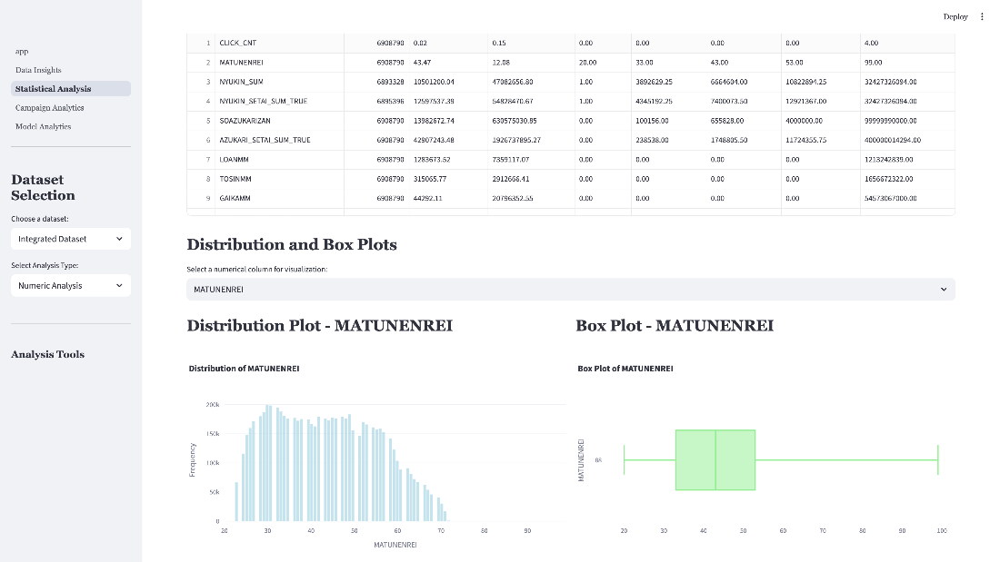 Deploy
app
Data Insights
Statistical Analysis
Campaign Analytics
Model Analytics
Dataset
Selection
Choose a dataset:
Integrated Dataset
Select Analysis Type:
Numeric Analysis
Analysis Tools
1 CLICK_CNT 6908790 0.02 0.15 0.00 0.00 0.00 0.00 4.00
2 MATUNENREI 6908790 43.47 12.08 20.00 33.00 43.00 53.00 99.00
3 NYUKIN_SUM 6893328 10501200.04 47082656.80 1.00 3892629.25 6664604.00 10822894.25 32427326094.00
4 NYUKIN_SETAI_SUM_TRUE 6895396 12597537.39 54828470.67 1.00 4345192.25 7400073.50 12921367.00 32427326094.00
5 SOAZUKARIZAN 6908790 13982672.74 630575030.85 0.00 100156.00 655828.00 4000000.00 99999990000.00
6 AZUKARI_SETAI_SUM_TRUE 6908790 42907243.48 1926737895.27 0.00 238538.00 1748805.50 11724355.75 400000014294.00
7 LOANMM 6908790 1283673.52 7359117.07 0.00 0.00 0.00 0.00 1213242839.00
8 TOSINMM 6908790 315065.77 2912666.41 0.00 0.00 0.00 0.00 1656672322.00
9 GAIKAMM 6908790 44292.11 20796352.55 0.00 0.00 0.00 0.00 54573067000.00
Distribution and Box Plots
Select a numerical column for visualization:
MATUNENREI
Distribution Plot - MATUNENREI
Distribution of MATUNENREI
200k
150k
100k
50k
0
Frequency
20 30 40 50 60 70 80 90
MATUNENREI
Box Plot - MATUNENREI
Box Plot of MATUNENREI
MATUNENREI
88
20 30 40 50 60 70 80 90 100